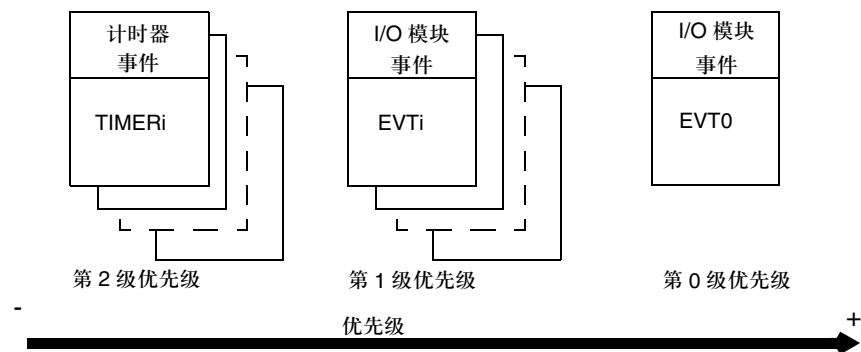 计时器
事件
TIMERi
I/O 模块
事件
EVTi
I/O 模块
事件
EVT0
第 2 级优先级
第 1 级优先级
第 0 级优先级
-
优先级
+